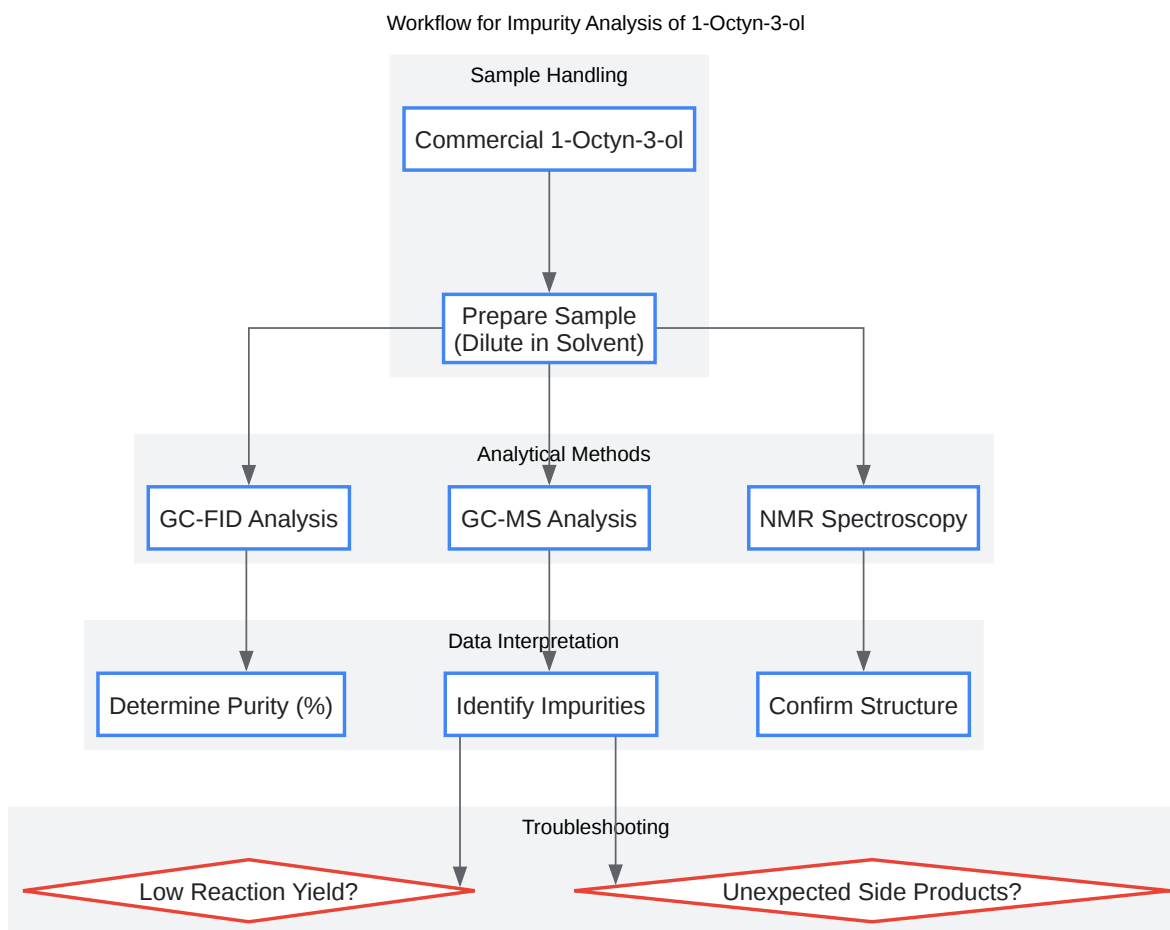 Workflow for Impurity Analysis of 1-Octyn-3-ol
Sample Handling
Commercial 1-Octyn-3-ol
Prepare Sample
(Dilute in Solvent)
Analytical Methods
GC-FID Analysis
GC-MS Analysis
NMR Spectroscopy
Data Interpretation
Determine Purity (%)
Identify Impurities
Confirm Structure
Troubleshooting
Low Reaction Yield?
Unexpected Side Products?